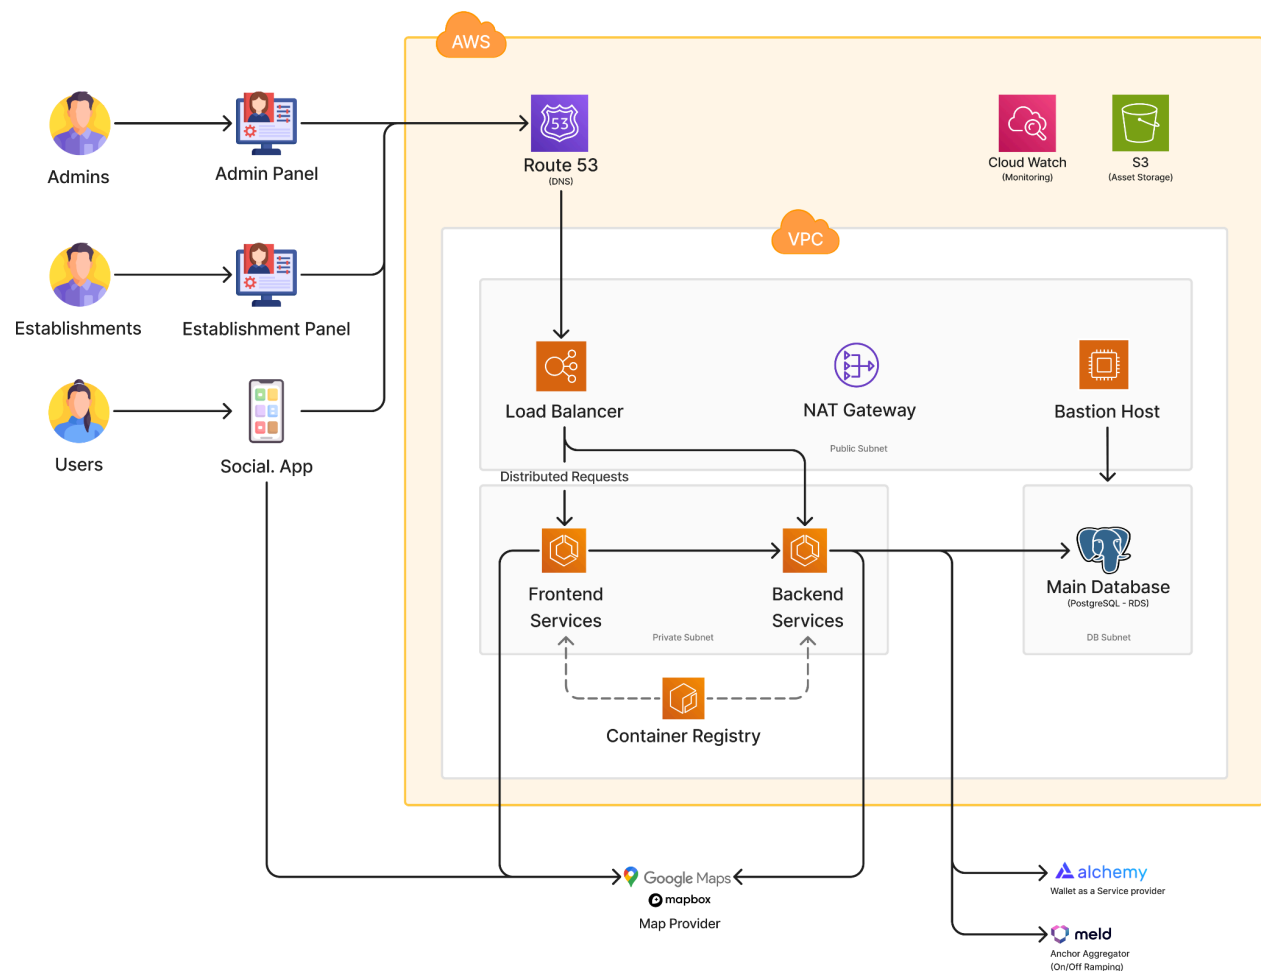 AWS
53
Admins
Admin Panel
Route 53
(DNS)
Cloud Watch
(Monitoring)
S3
(Asset Storage)
VPC
Establishments
Establishment Panel
Load Balancer
NAT Gateway
Bastion Host
Public Subnet
Users
Social. App
Distributed Requests
Frontend
Services
Backend
Services
Private Subnet
Main Database
(PostgreSQL - RDS)
DB Subnet
Container Registry
Google Maps
mapbox
Map Provider
alchemy
Wallet as a Service provider
meld
Anchor Aggregator
(On/Off Ramping)